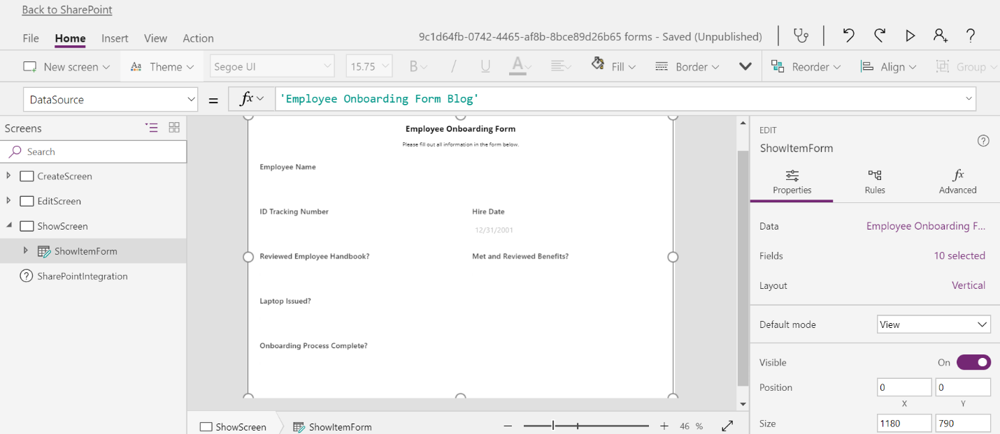 Back to SharePoint
File Home Insert View Action 9c1d64fb-0742-4465-af8b-8bce89d26b65 forms - Saved (Unpublished) ?
New screen Aa Theme Segoe UI 15.75 B / U A Fill Border Reorder Align Group
DataSource = fx 'Employee Onboarding Form Blog'
Screens
Search
CreateScreen
EditScreen
ShowScreen
ShowItemForm
? SharePointIntegration
Employee Onboarding Form
Please fill out all information in the form below.
Employee Name
ID Tracking Number Hire Date
12/31/2001
Reviewed Employee Handbook? Met and Reviewed Benefits?
Laptop Issued?
Onboarding Process Complete?
ShowScreen ShowItemForm 46 %
EDIT
ShowItemForm ?
fx
Properties Rules Advanced
Data Employee Onboarding F...
Fields 10 selected
Layout Vertical
Default mode View
Visible On
Position 0 0
X Y
Size 1180 790